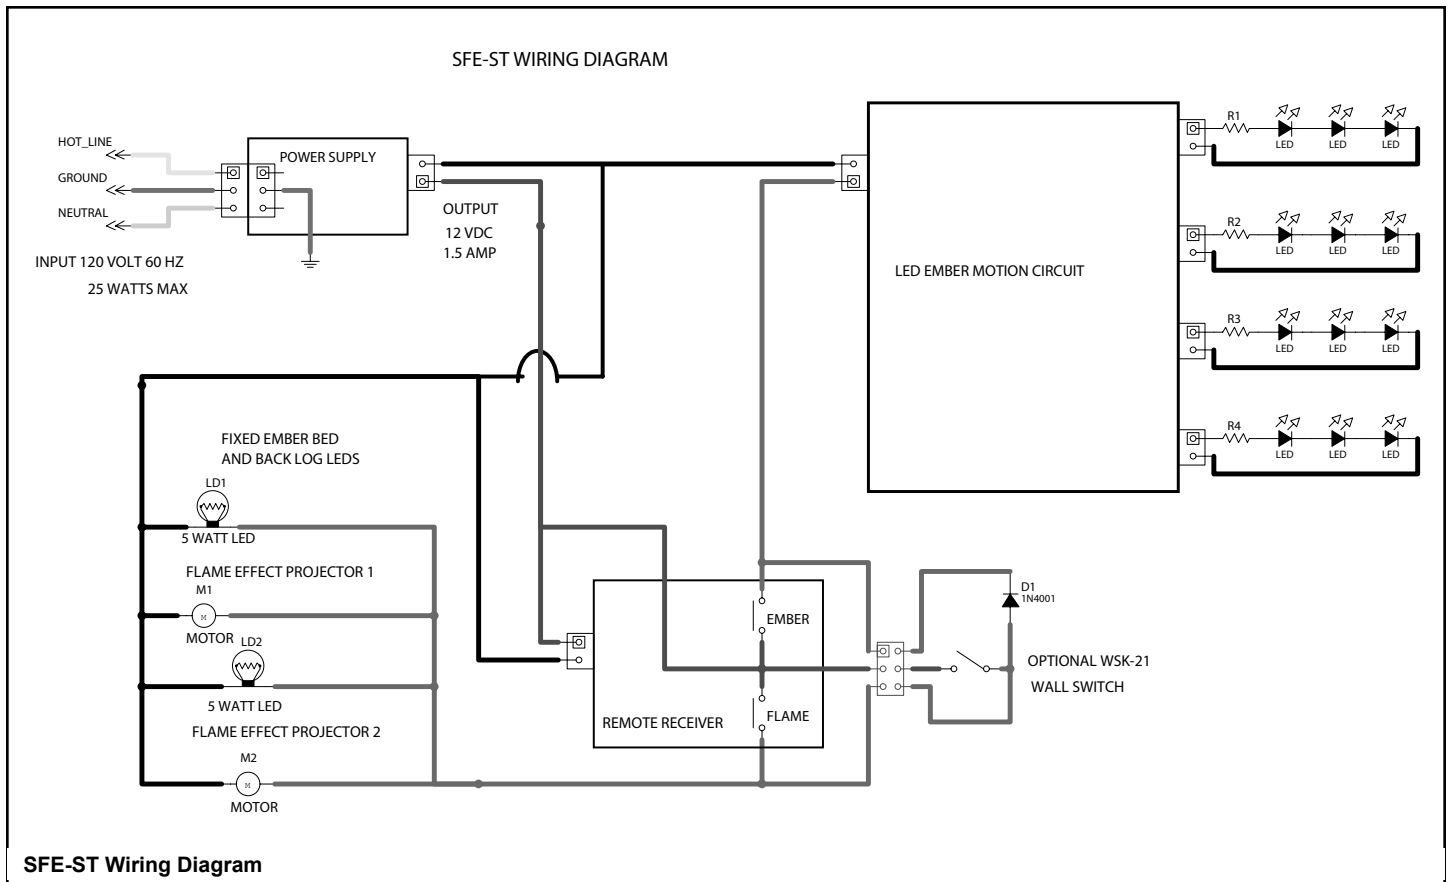 SFE-ST WIRING DIAGRAM
HOT_LINE
GROUND
NEUTRAL
INPUT 120 VOLT 60 HZ
25 WATTS MAX
POWER SUPPLY
OUTPUT
12 VDC
1.5 AMP
LED EMBER MOTION CIRCUIT
R1
LED LED LED
R2
LED LED LED
R3
LED LED LED
R4
LED LED LED
FIXED EMBER BED
AND BACK LOG LEDS
LD1
5 WATT LED
FLAME EFFECT PROJECTOR 1
M1
M
MOTOR
LD2
5 WATT LED
FLAME EFFECT PROJECTOR 2
M2
M
MOTOR
EMBER
FLAME
REMOTE RECEIVER
D1
1N4001
OPTIONAL WSK-21
WALL SWITCH
SFE-ST Wiring Diagram